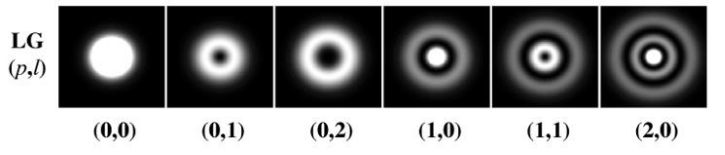 LG
(p,l)
(0,0) (0,1) (0,2) (1,0) (1,1) (2,0)